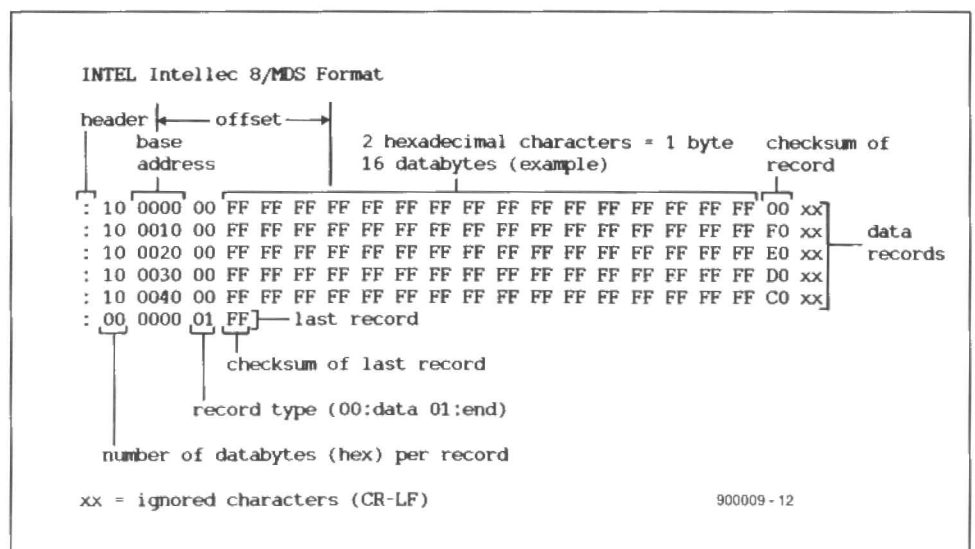 INTEL Intellec 8/MDS Format
header offset
base 2 hexadecimal characters = 1 byte checksum of
address 16 databytes (example) record
: 10 0000 00 FF FF FF FF FF FF FF FF FF FF FF FF FF FF FF FF 00 xx
: 10 0010 00 FF FF FF FF FF FF FF FF FF FF FF FF FF FF FF FF F0 xx data
: 10 0020 00 FF FF FF FF FF FF FF FF FF FF FF FF FF FF FF FF E0 xx records
: 10 0030 00 FF FF FF FF FF FF FF FF FF FF FF FF FF FF FF FF D0 xx
: 10 0040 00 FF FF FF FF FF FF FF FF FF FF FF FF FF FF FF FF C0 xx
: 00 0000 01 FF last record
checksum of last record
record type (00:data 01:end)
number of databytes (hex) per record
xx = ignored characters (CR-LF) 900009 - 12